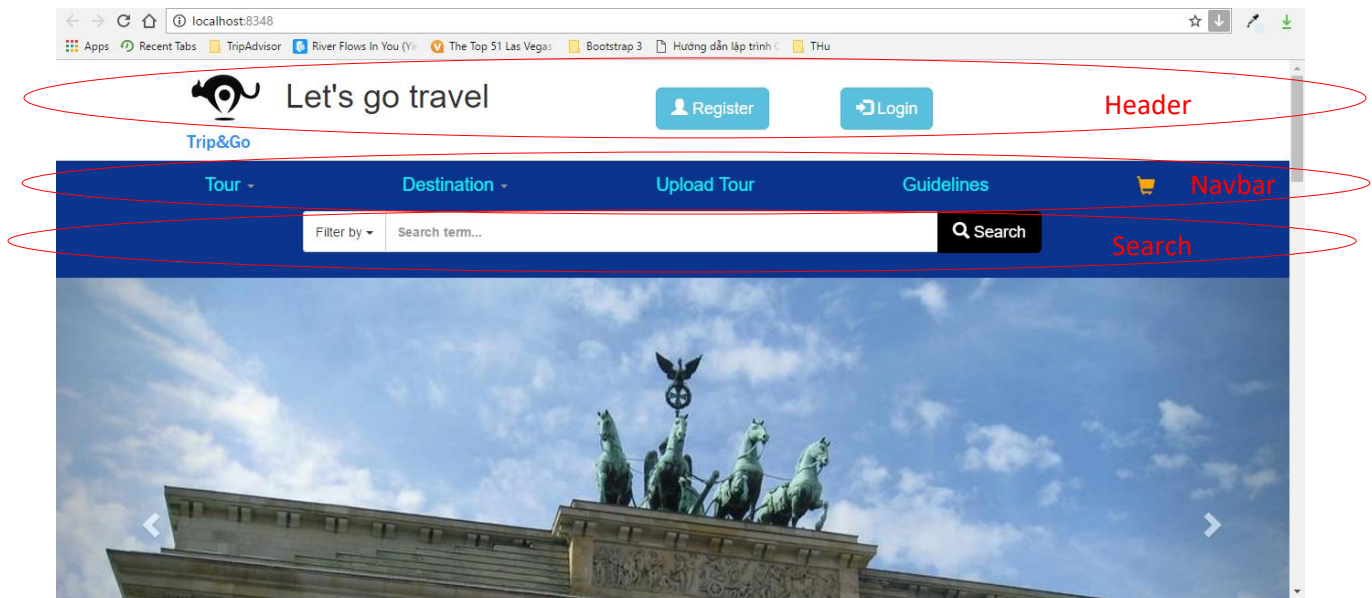 localhost:8348
Apps Recent Tabs TripAdvisor River Flows In You (Yir The Top 51 Las Vegas Bootstrap 3 Hướng dẫn lập trình THu
Let's go travel Register Login Header
Trip&Go
Tour Destination Upload Tour Guidelines Navbar
Filter by Search term... Search
Search